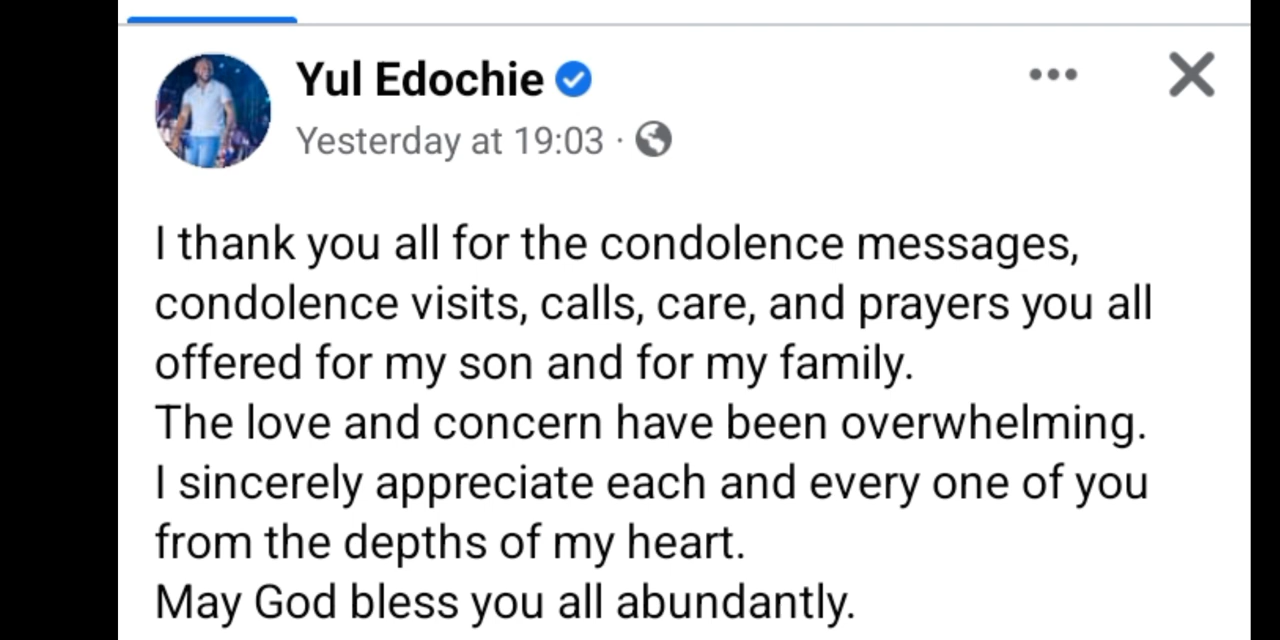 Yul Edochie
Yesterday at 19:03 ·
I thank you all for the condolence messages,
condolence visits, calls, care, and prayers you all
offered for my son and for my family.
The love and concern have been overwhelming.
I sincerely appreciate each and every one of you
from the depths of my heart.
May God bless you all abundantly.